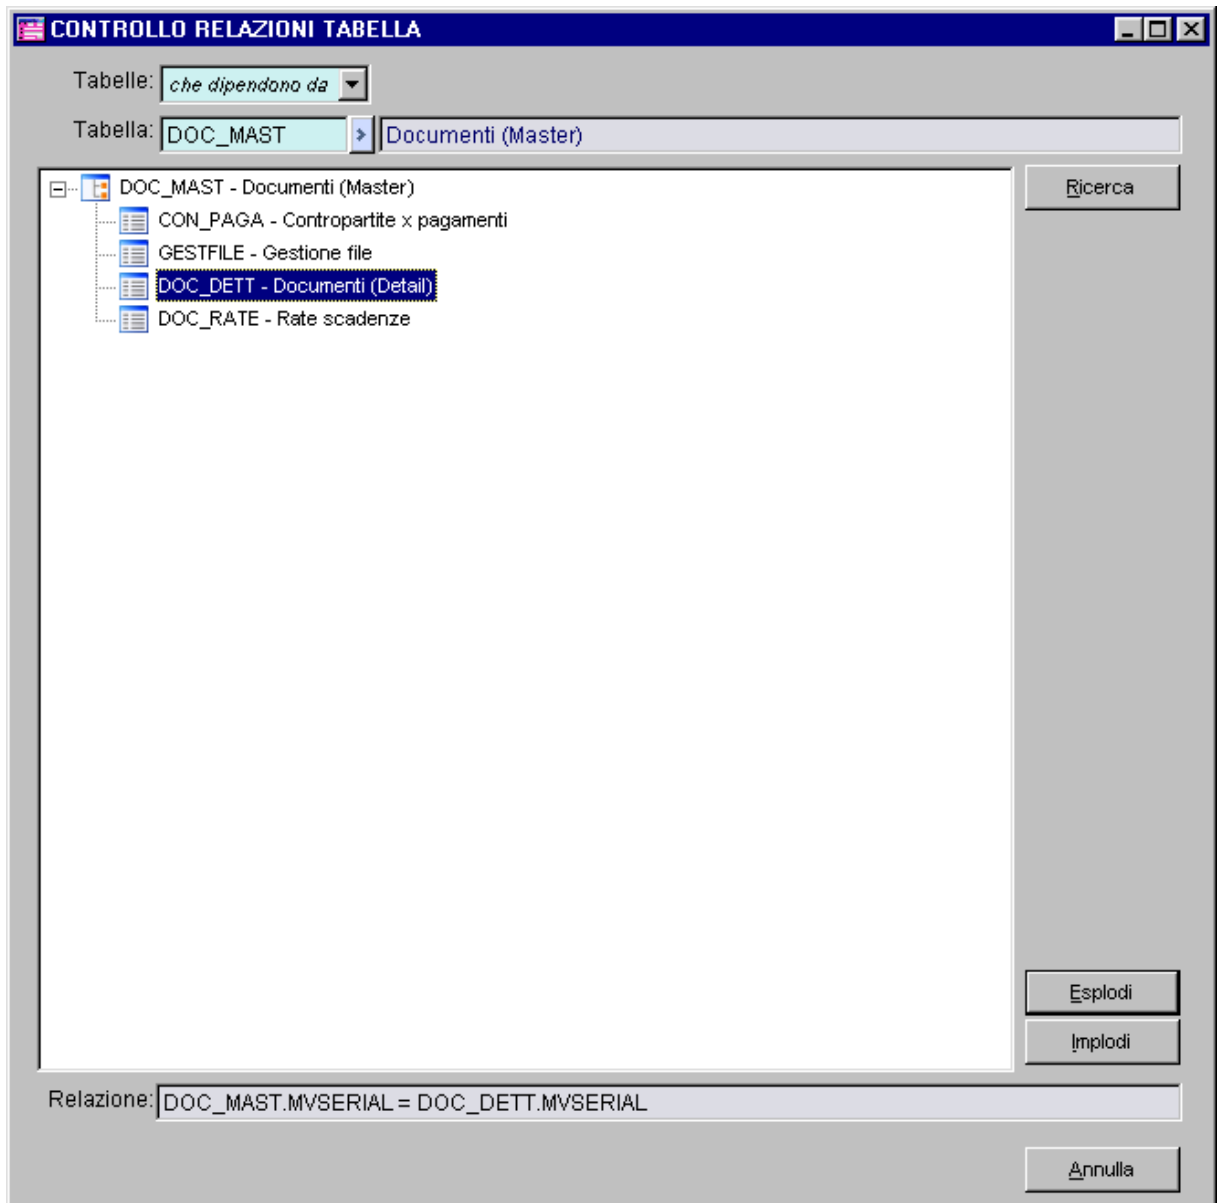 CONTROLLO RELAZIONI TABELLA
Tabelle: che dipendono da
Tabella: DOC_MAST Documenti (Master)
DOC_MAST - Documenti (Master)
Ricerca
CON_PAGA - Contropartite x pagamenti
GESTFILE - Gestione file
DOC_DETT - Documenti (Detail)
DOC_RATE - Rate scadenze
Esplodi
Implodi
Relazione: DOC_MAST.MVSERIAL = DOC_DETT.MVSERIAL
Annulla